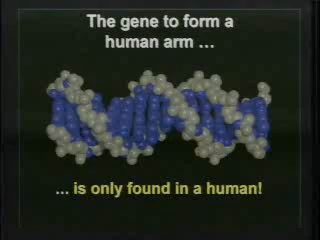 The gene to form a
human arm ...
... is only found in a human!